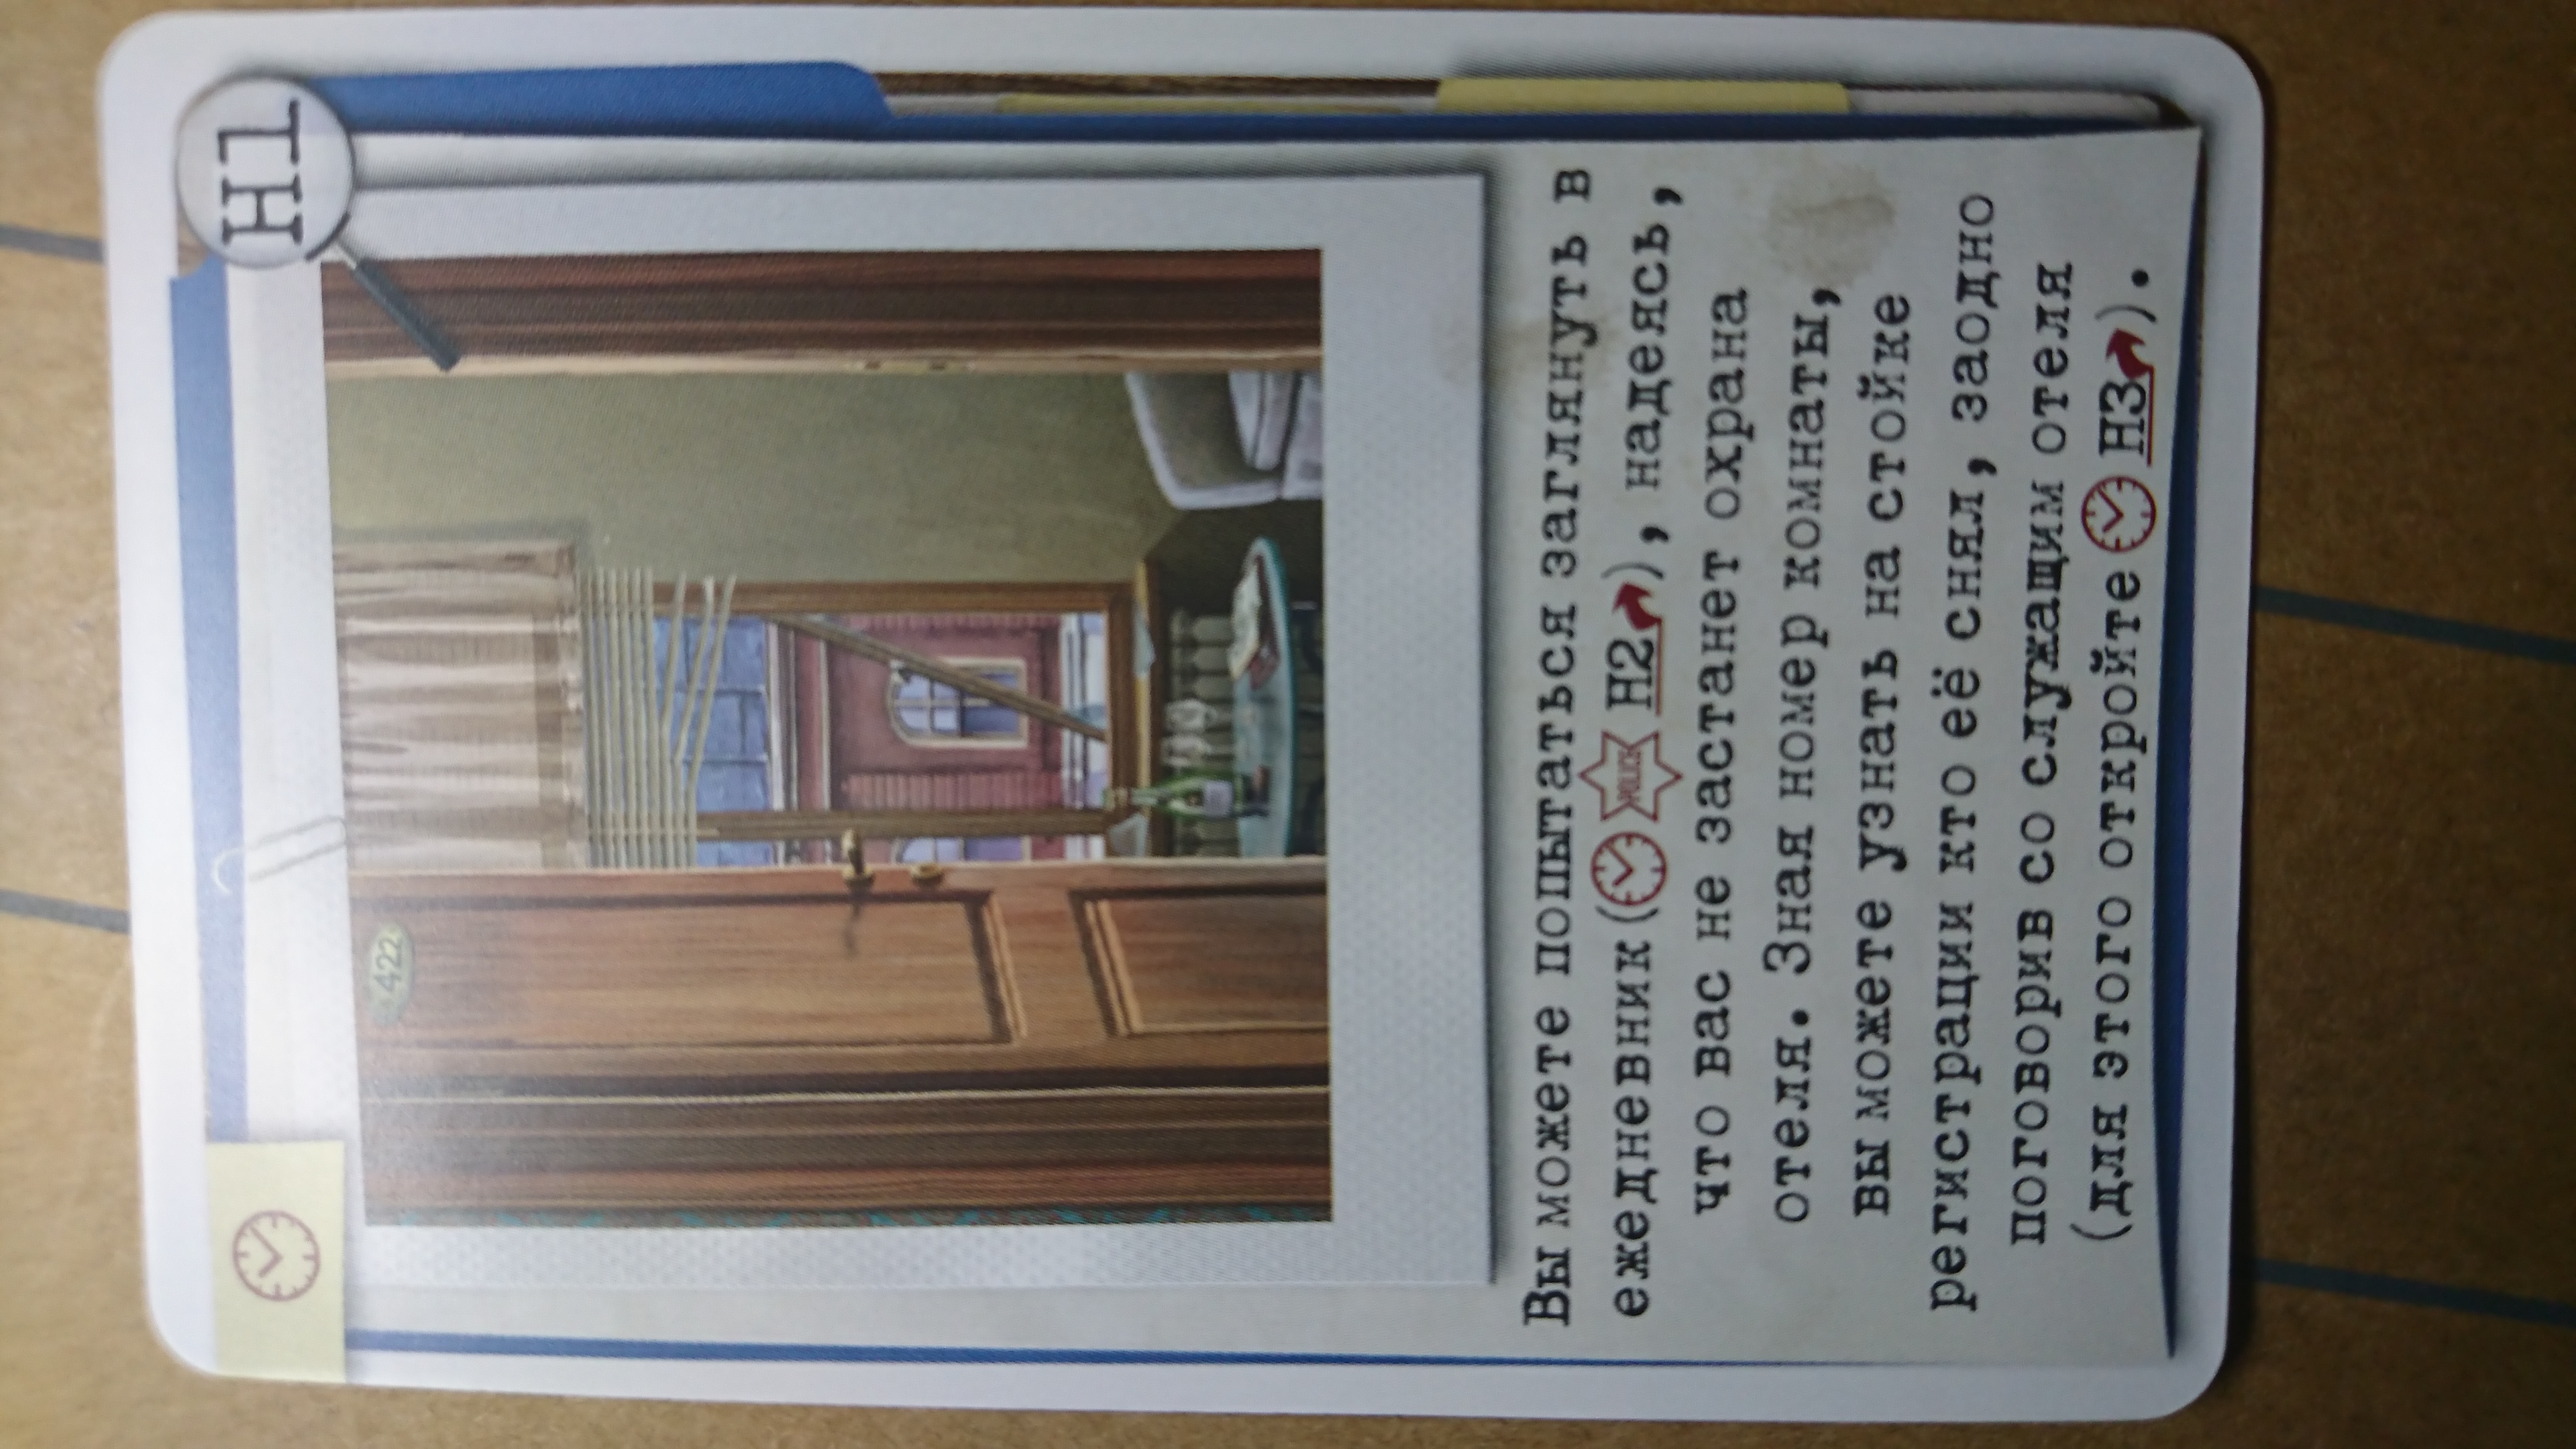 H1
422
Вы можете попытаться заглянуть в
ежедневник (POLICE H2), надеясь,
что вас не застанет охрана
отеля. Зная номер комнаты,
вы можете узнать на стойке
регистрации кто её снял, заодно
поговорив со служащим отеля
(для этого откройте H3).